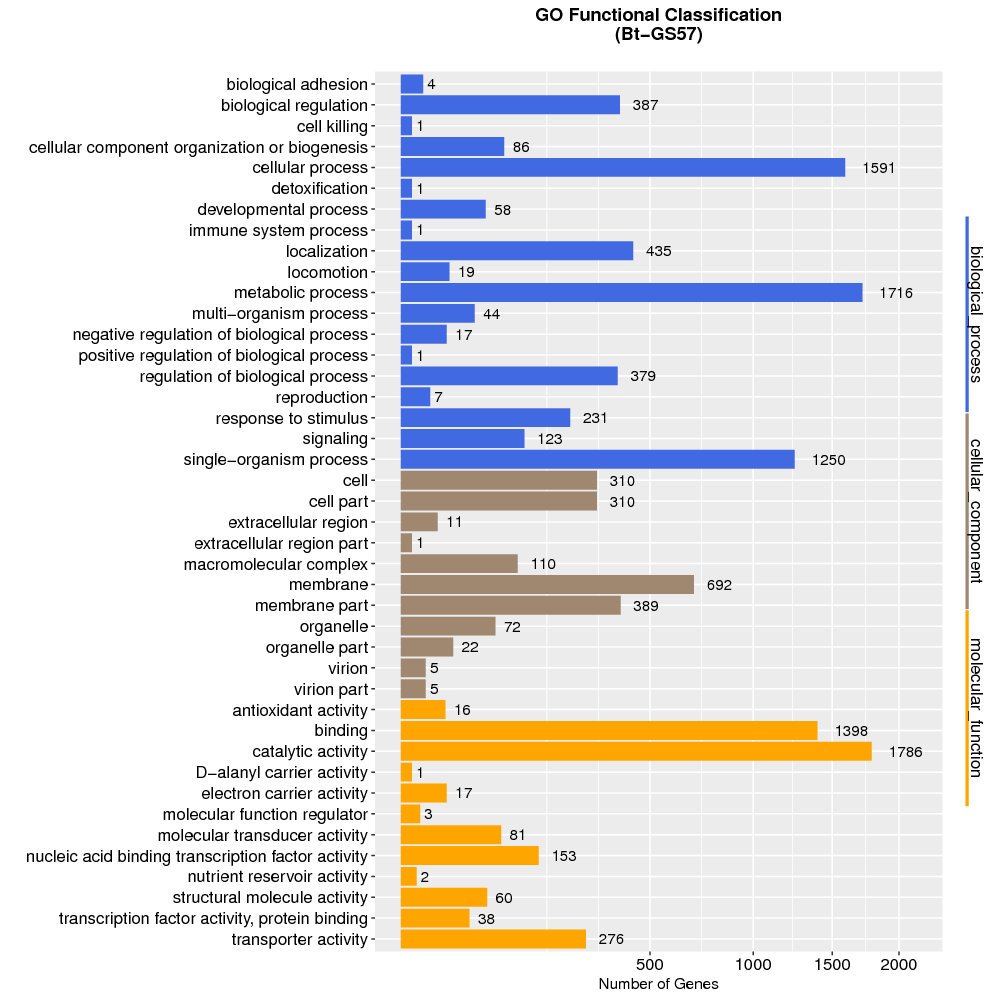 GO Functional Classification
(Bt−GS57)
biological adhesion 4
biological regulation 387
cell killing 1
cellular component organization or biogenesis 86
cellular process 1591
detoxification 1
developmental process 58
immune system process 1
localization 435
locomotion 19
metabolic process 1716
multi−organism process 44
negative regulation of biological process 17
positive regulation of biological process 1
regulation of biological process 379
reproduction 7
response to stimulus 231
signaling 123
single−organism process 1250
cell 310
cell part 310
extracellular region 11
extracellular region part 1
macromolecular complex 110
membrane 692
membrane part 389
organelle 72
organelle part 22
virion 5
virion part 5
antioxidant activity 16
binding 1398
catalytic activity 1786
D−alanyl carrier activity 1
electron carrier activity 17
molecular function regulator 3
molecular transducer activity 81
nucleic acid binding transcription factor activity 153
nutrient reservoir activity 2
structural molecule activity 60
transcription factor activity, protein binding 38
transporter activity 276
500 1000 1500 2000
Number of Genes
biological_process
cellular_component
molecular_function